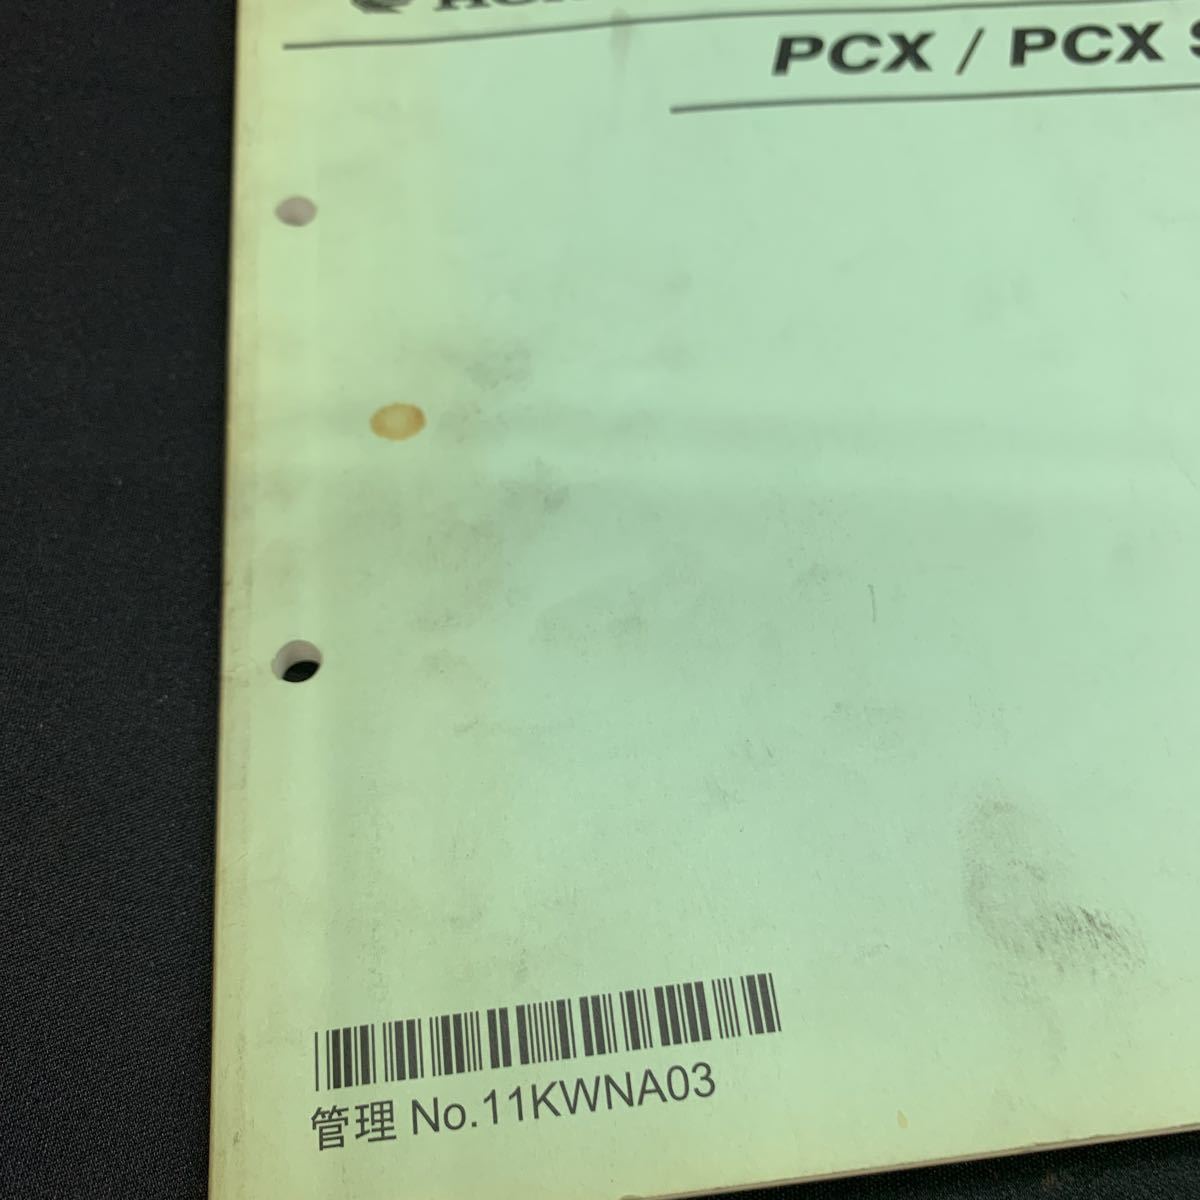 PCX / PCX
管理 No.11KWNA03